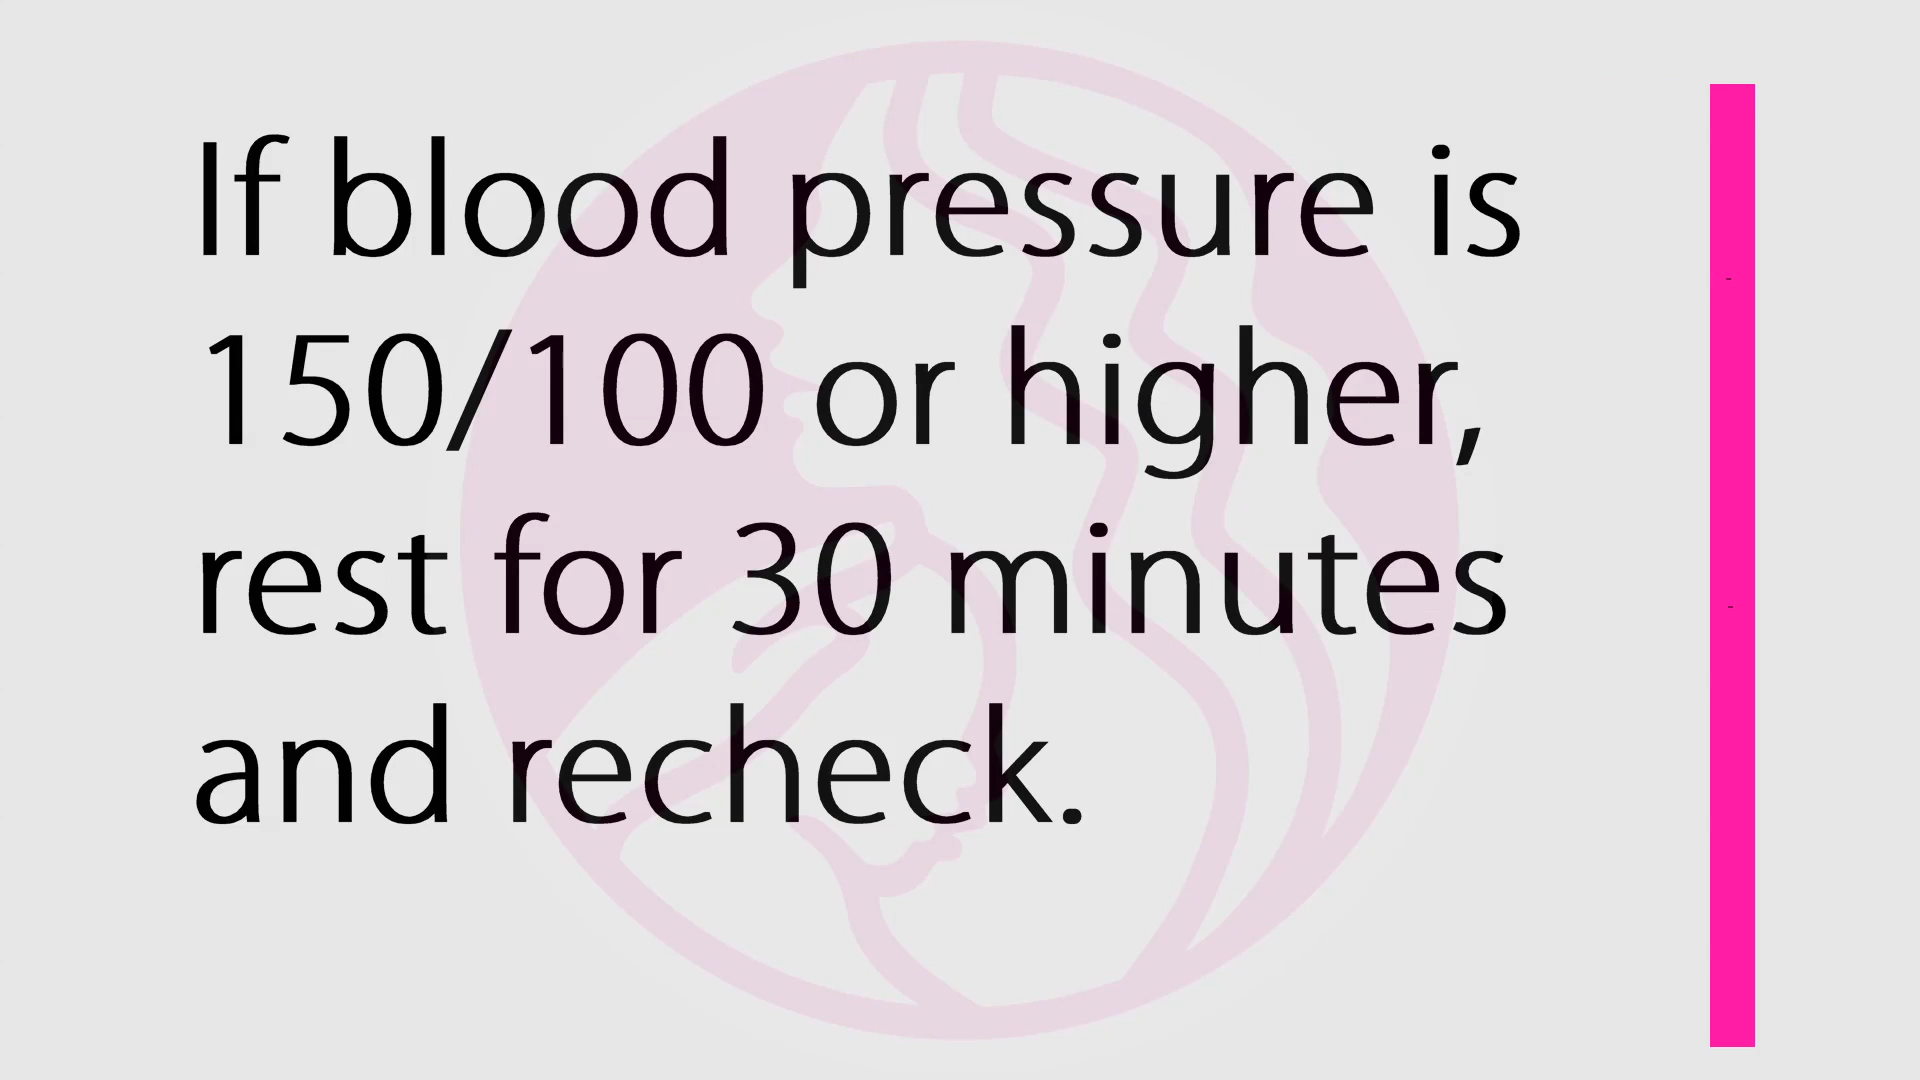 If blood pressure is
150/100 or higher,
rest for 30 minutes
and recheck.